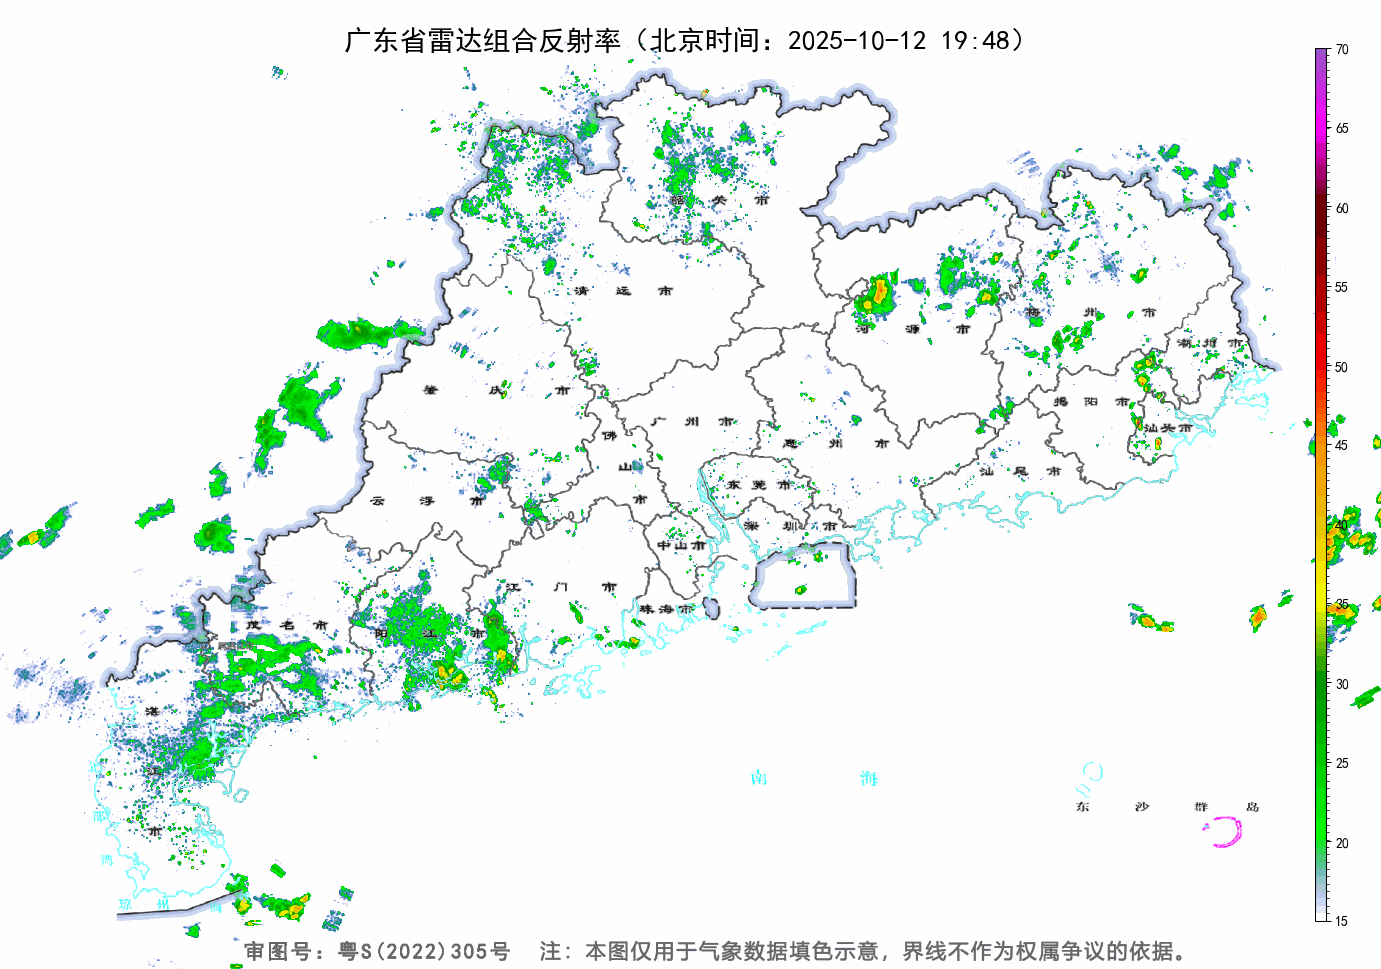 广东省雷达组合反射率（北京时间：2025-10-12 19:48）
70
65
60
55
50
45
40
35
30
25
20
15
韶 关 市
清 远 市
河 源 市
梅 州 市
潮 州 市
肇 庆 市
广 州 市
揭 阳 市
汕头市
佛 山 市
惠 州 市
汕 尾 市
云 浮 市
东 莞 市
深 圳 市
中山市
江 门 市
珠海市
茂 名 市
阳 江 市
湛 江 市
南 海
东 沙 群 岛
北 部 湾
琼 州 海
审图号：粤S(2022)305号 注：本图仅用于气象数据填色示意，界线不作为权属争议的依据。